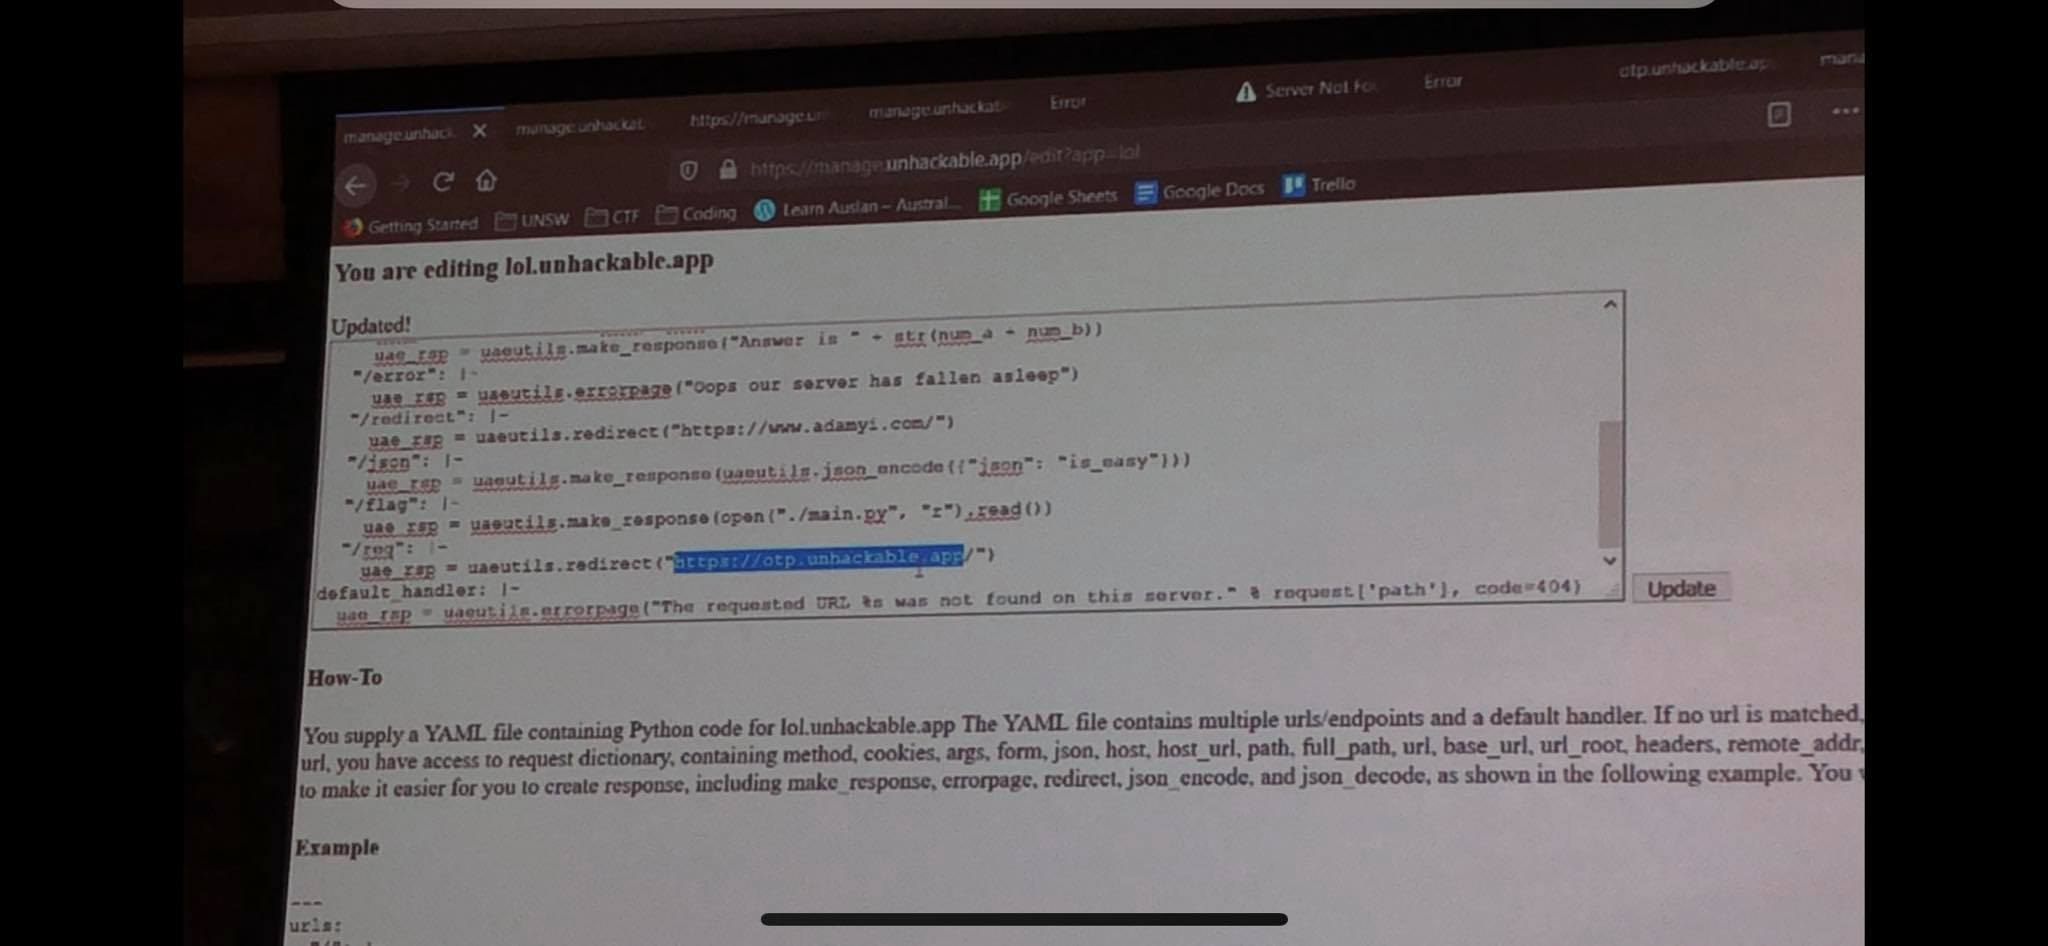 manage.unhack manage.unhackat https://manage.un manage.unhackat Error Server Not Fo Error otp.unhackable.ap mana
https://manage.unhackable.app/edit?app=lol
Getting Started UNSW CTF Coding Learn Auslan – Austral... Google Sheets Google Docs Trello
You are editing lol.unhackable.app
Updated!
uae_rsp = uaeutils.make_response("Answer is " + str(num_a + num_b))
"/error": |-
uae_rsp = uaeutils.errorpage("Oops our server has fallen asleep")
"/redirect": |-
uae_rsp = uaeutils.redirect("https://www.adamyi.com/")
"/json": |-
uae_rsp = uaeutils.make_response(uaeutils.json_encode({"json": "is_easy"}))
"/flag": |-
uae_rsp = uaeutils.make_response(open("./main.py", "r").read())
"/req": |-
uae_rsp = uaeutils.redirect("https://otp.unhackable.app/")
default_handler: |-
uae_rsp = uaeutils.errorpage("The requested URL %s was not found on this server." % request['path'], code=404)
Update
How-To
You supply a YAML file containing Python code for lol.unhackable.app The YAML file contains multiple urls/endpoints and a default handler. If no url is matched,
url, you have access to request dictionary, containing method, cookies, args, form, json, host, host_url, path, full_path, url, base_url, url_root, headers, remote_addr,
to make it easier for you to create response, including make_response, errorpage, redirect, json_encode, and json_decode, as shown in the following example. You
Example
---
urls: